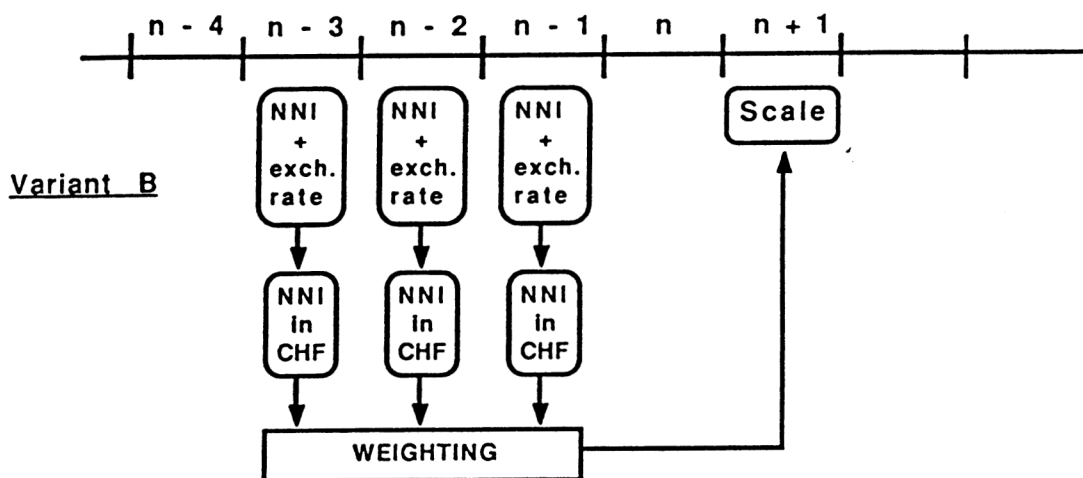 n - 4 n - 3 n - 2 n - 1 n n + 1
NNI
+
exch.
rate
NNI
+
exch.
rate
NNI
+
exch.
rate
Scale
Variant B
NNI
in
CHF
NNI
in
CHF
NNI
in
CHF
WEIGHTING